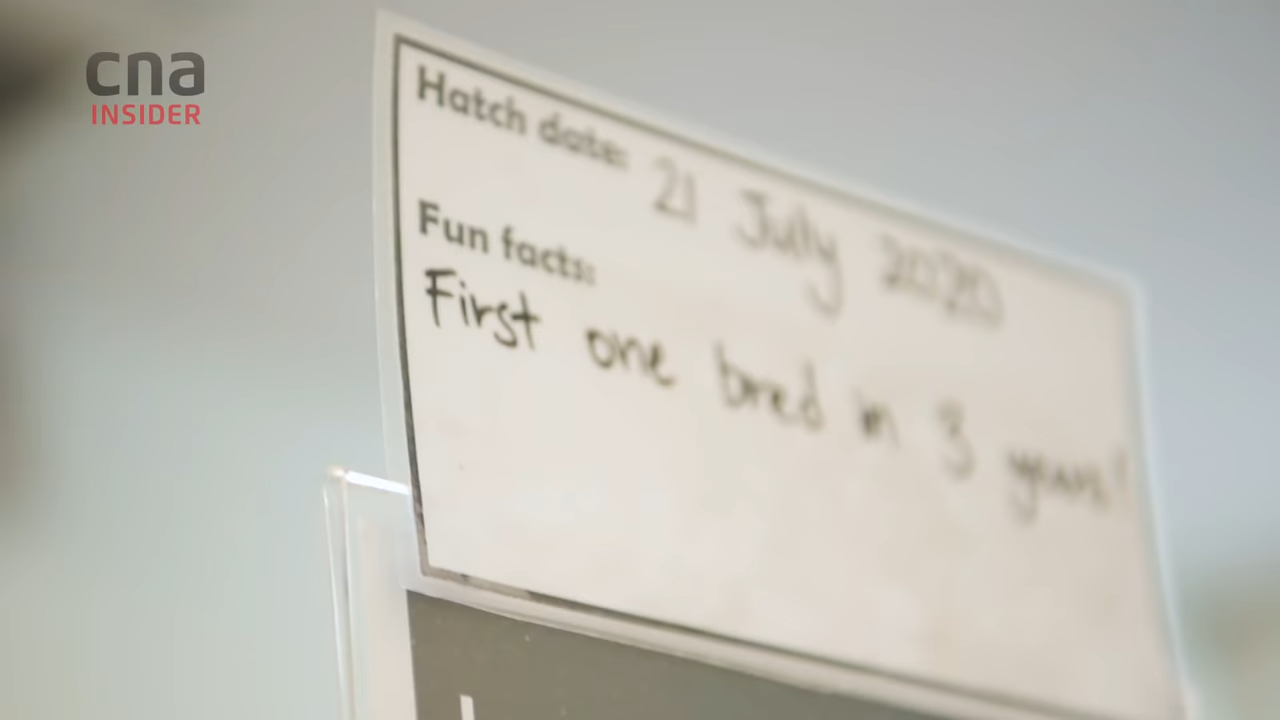 cna
INSIDER
Hatch date: 21 July 2020
Fun facts:
First one bred in 3 years!